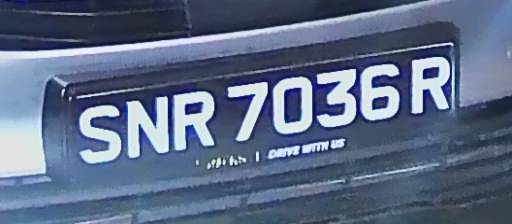 SNR 7036 R
| DRIVE WITH US